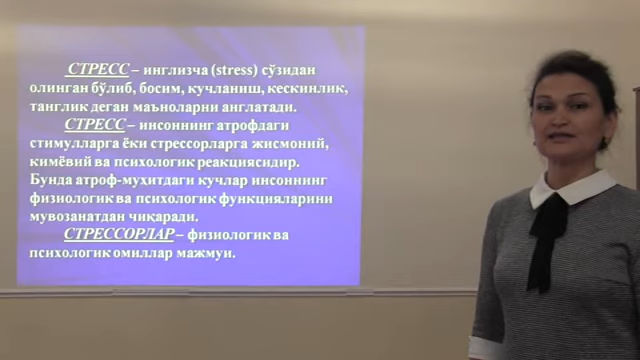 СТРЕСС – инглизча (stress) сўзидан
олинган бўлиб, босим, кучланиш, кескинлик,
танглик деган маъноларни англатади.
СТРЕСС – инсоннинг атрофдаги
стимулларга ёки стрессорларга жисмоний,
кимёвий ва психологик реакциясидир.
Бунда атроф-мухитдаги кучлар инсоннинг
физиологик ва психологик функцияларини
мувозанатдан чиқаради.
СТРЕССОРЛАР – физиологик ва
психологик омиллар мажмуи.